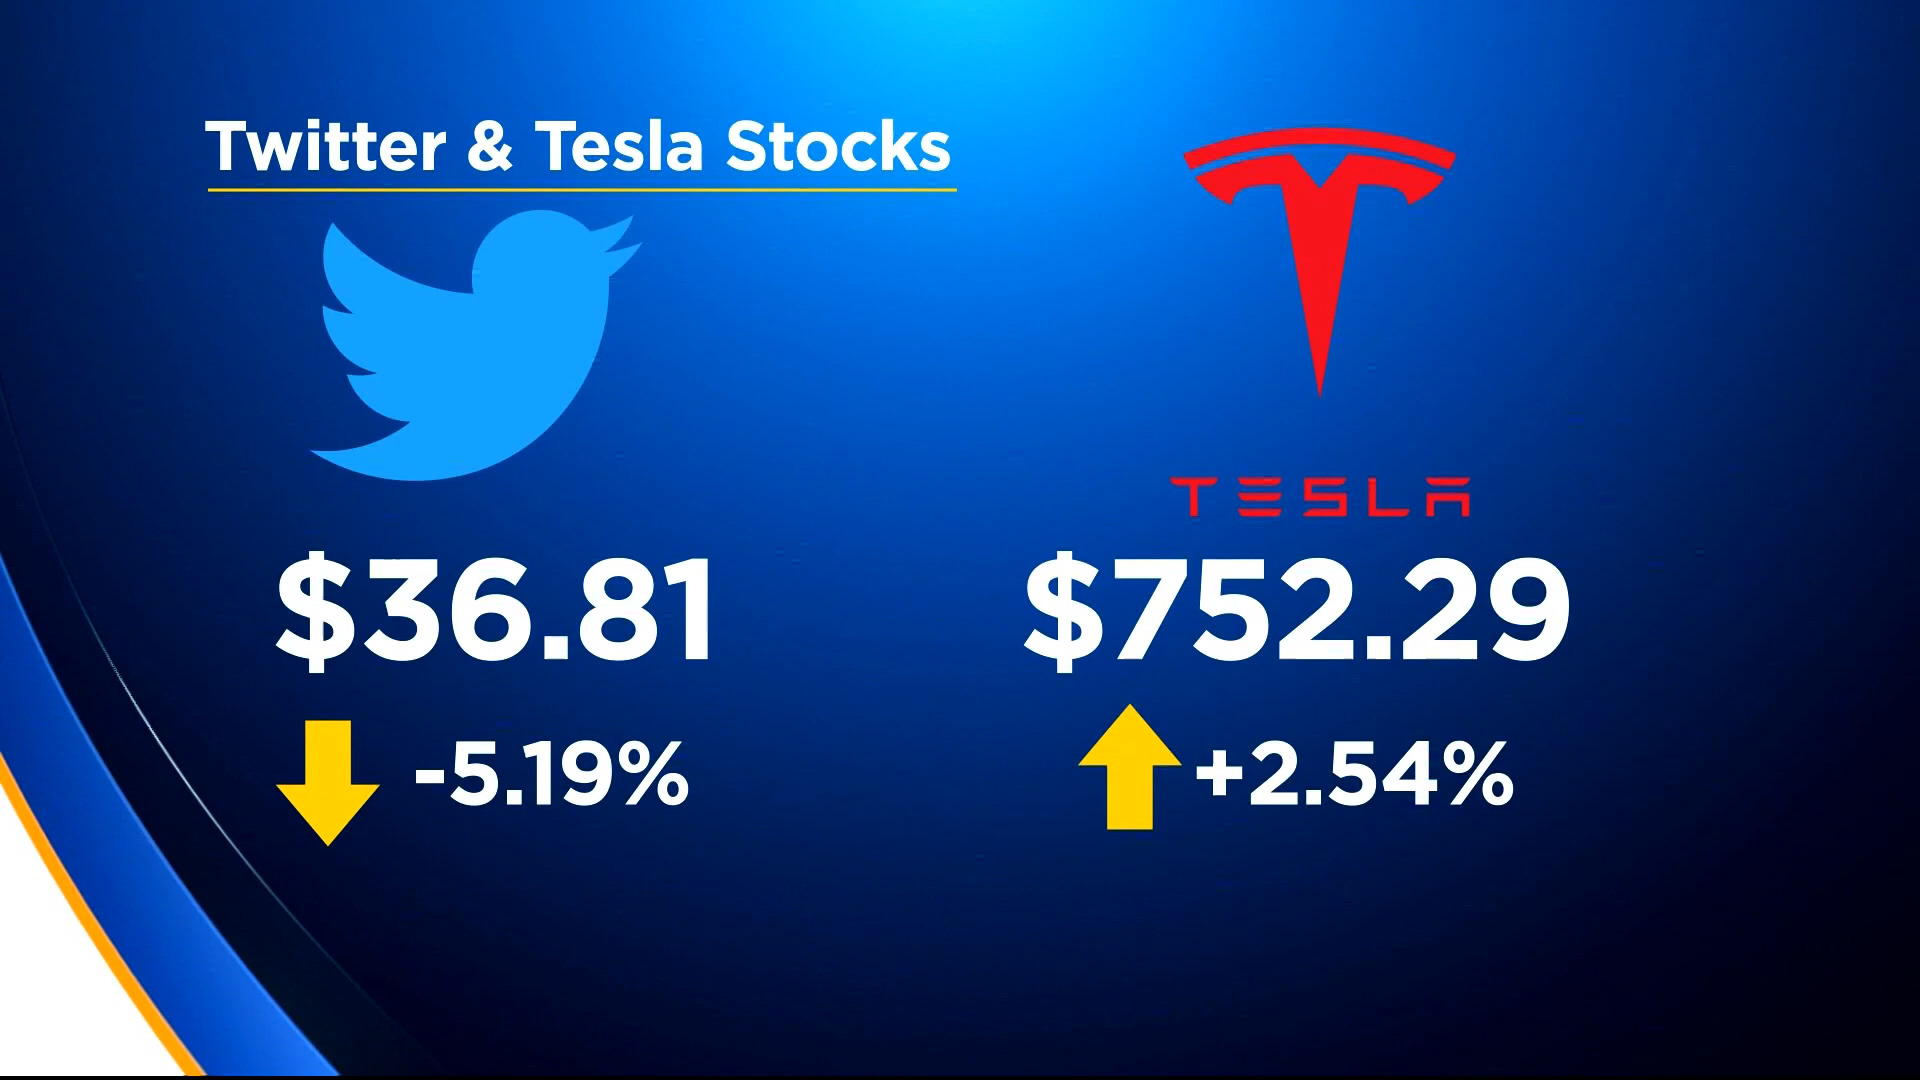 Twitter & Tesla Stocks
TESLA
$36.81
$752.29
-5.19%
+2.54%